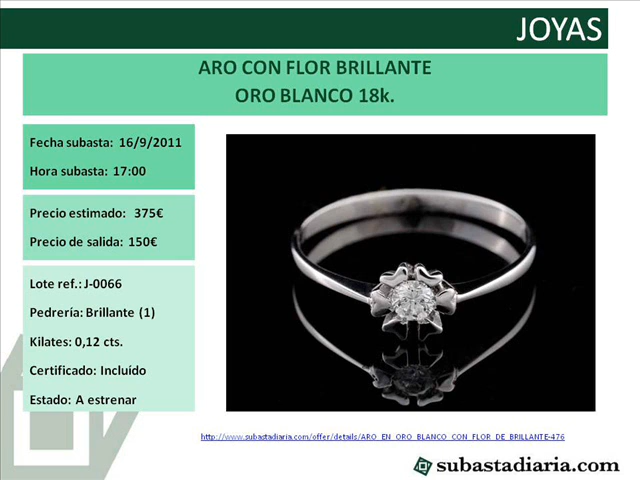 JOYAS
ARO CON FLOR BRILLANTE
ORO BLANCO 18k.
Fecha subasta: 16/9/2011
Hora subasta: 17:00
Precio estimado: 375€
Precio de salida: 150€
Lote ref.: J-0066
Pedrería: Brillante (1)
Kilates: 0,12 cts.
Certificado: Incluído
Estado: A estrenar
http://www.subastadiaria.com/offer/details/ARO_EN_ORO_BLANCO_CON_FLOR_DE_BRILLANTE-476
subastadiaria.com